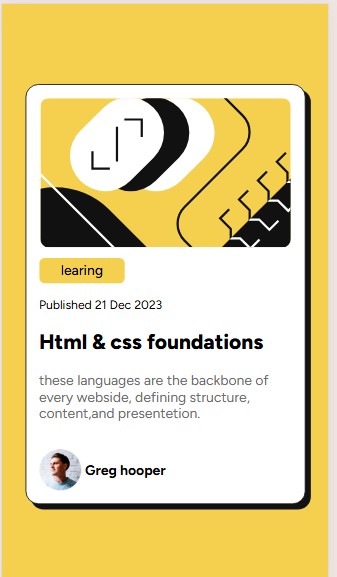 learing
Published 21 Dec 2023
Html & css foundations
these languages are the backbone of
every webside, defining structure,
content,and presentetion.
Greg hooper